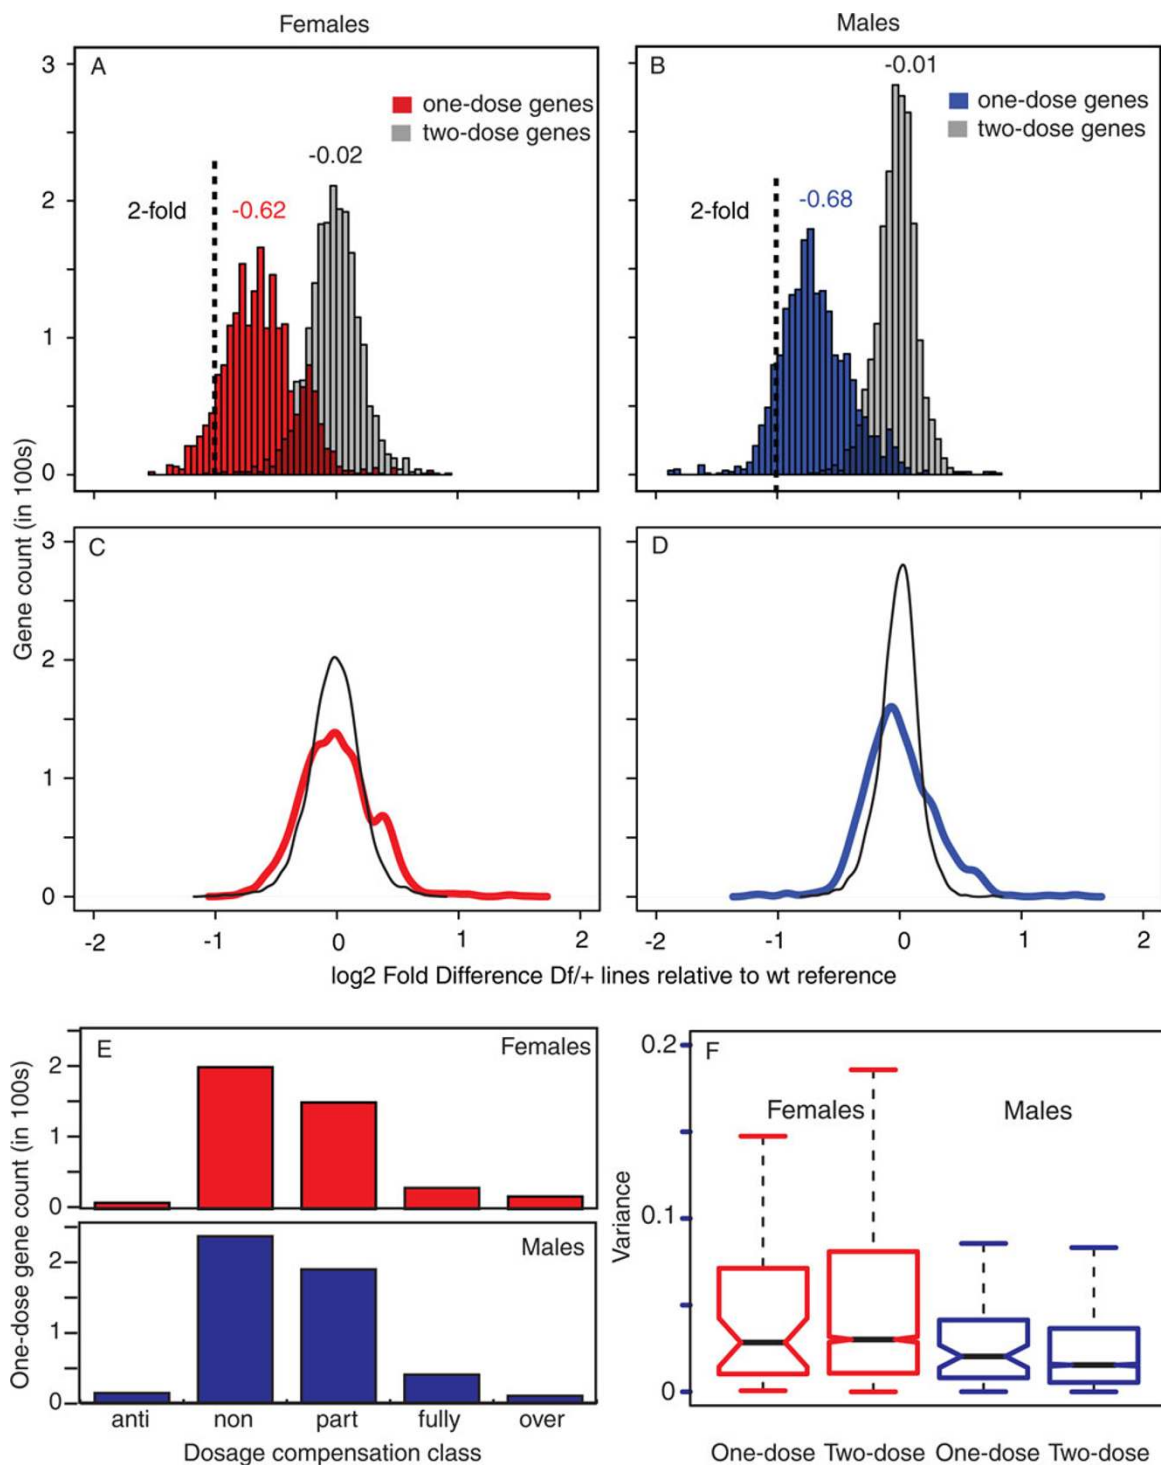 Females
Males
A
one-dose genes
two-dose genes
-0.02
2-fold
-0.62
3
2
1
0
B
-0.01
one-dose genes
two-dose genes
2-fold
-0.68
Gene count (in 100s)
C
3
2
1
0
D
-2
-1
0
1
2
-2
-1
0
1
2
log2 Fold Difference Df/+ lines relative to wt reference
One-dose gene count (in 100s)
E
Females
2
1
0
Males
2
1
0
anti
non
part
fully
over
Dosage compensation class
F
0.2
0.1
0
Variance
Females
Males
One-dose
Two-dose
One-dose
Two-dose